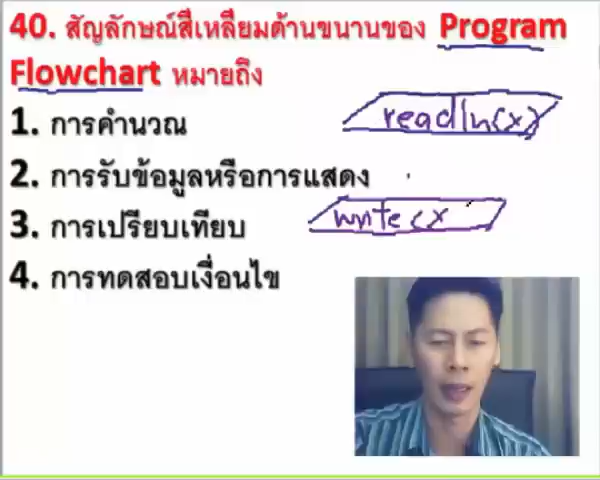 40. สัญลักษณ์สี่เหลี่ยมด้านขนานของ Program
Flowchart หมายถึง
1. การคำนวณ
readln(x)
2. การรับข้อมูลหรือการแสดง
3. การเปรียบเทียบ
write(x
4. การทดสอบเงื่อนไข